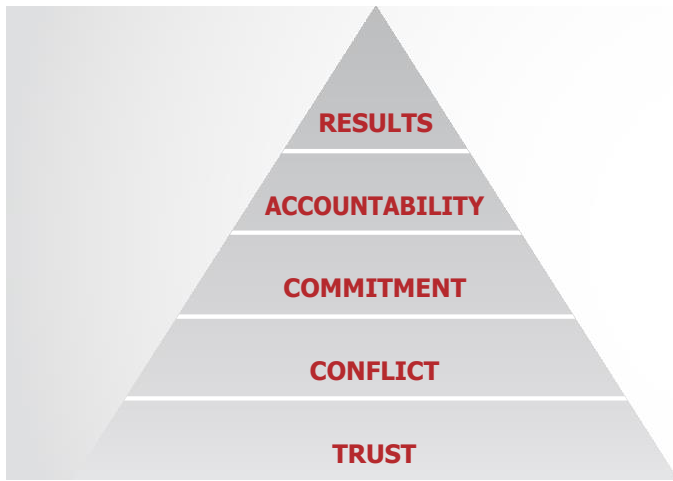 RESULTS
ACCOUNTABILITY
COMMITMENT
CONFLICT
TRUST